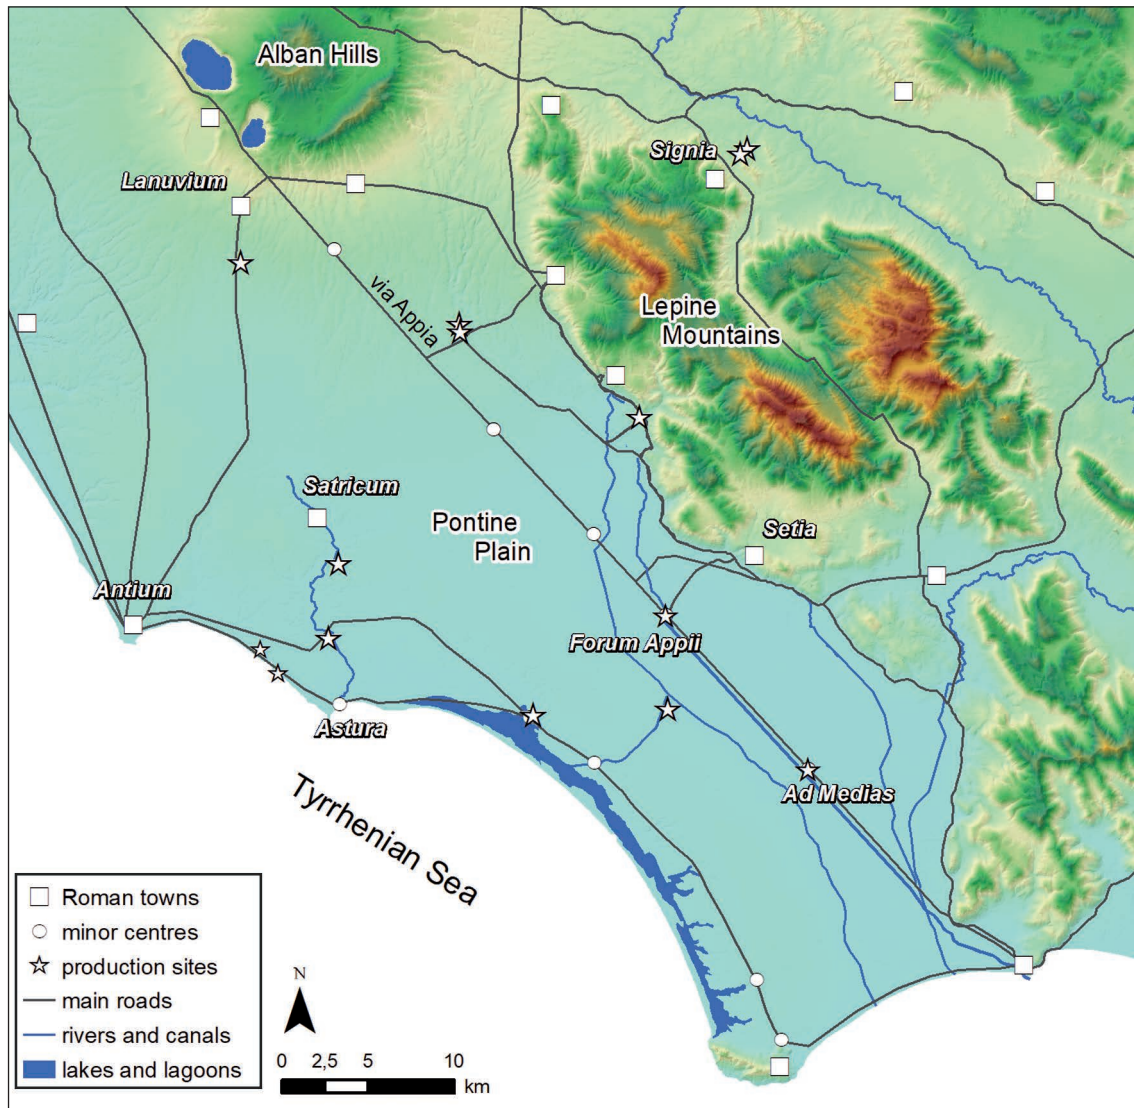 Alban Hills
Signia
Lanuvium
via Appia
Lepine
Mountains
Satricum
Pontine
Plain
Setia
Antium
Forum Appii
Astura
Ad Medias
Tyrrhenian Sea
Roman towns
minor centres
production sites
main roads
rivers and canals
lakes and lagoons
N
0 2,5 5 10
km